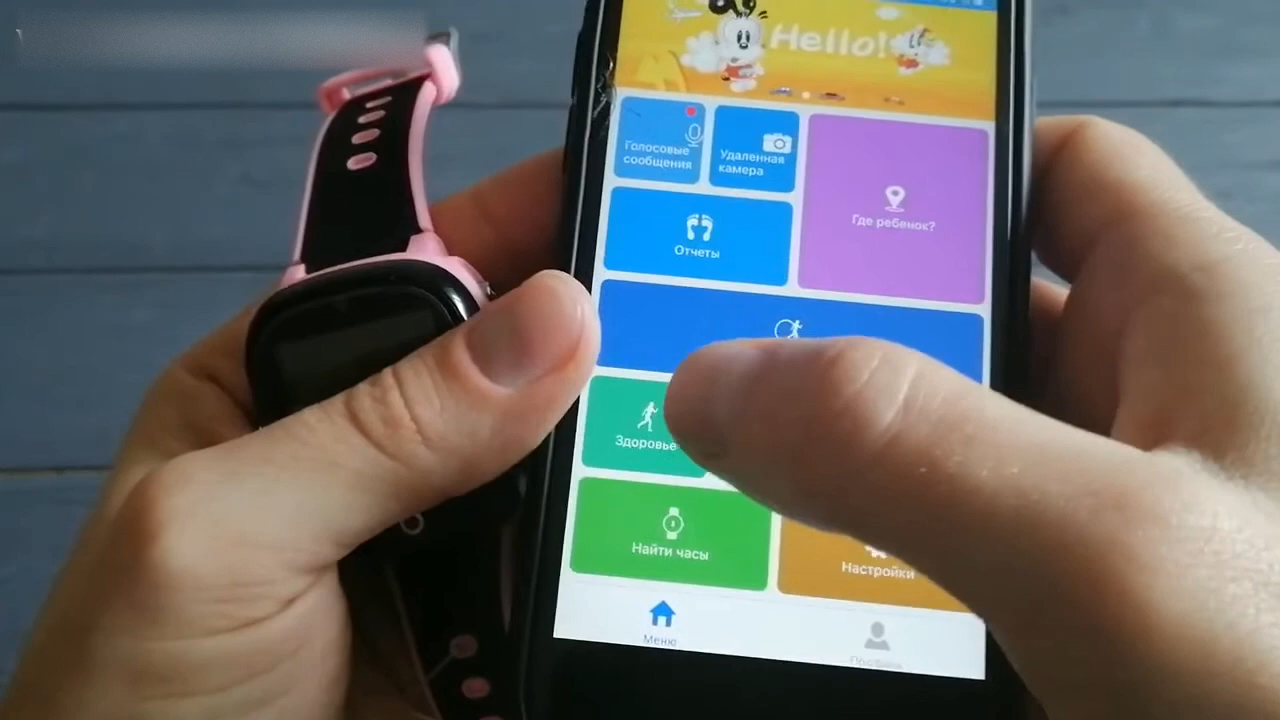 Hello!
Голосовые
сообщения
Удаленная
камера
Где ребенок?
Отчеты
Здоровье
Найти часы
Настройки
Меню